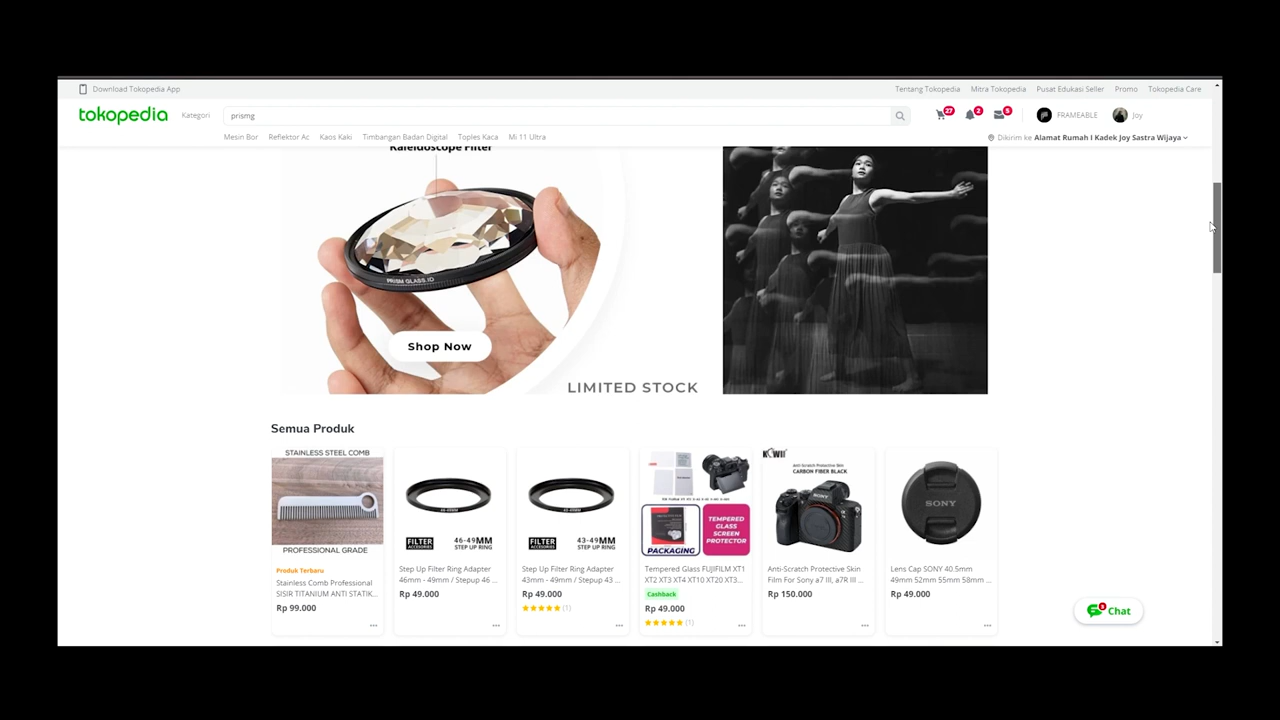 Download Tokopedia App
Tentang Tokopedia Mitra Tokopedia Pusat Edukasi Seller Promo Tokopedia Care
tokopedia Kategori prismg 27 2 5 FRAMEABLE Joy
Mesin Bor Reflektor Ac Kaos Kaki Timbangan Badan Digital Toples Kaca Mi 11 Ultra
Dikirim ke Alamat Rumah I Kadek Joy Sastra Wijaya
Kaleidoscope Filter
PRISM GLASS.ID
Shop Now
LIMITED STOCK
Semua Produk
STAINLESS STEEL COMB
PROFESSIONAL GRADE
Produk Terbaru
Stainless Comb Professional
SISIR TITANIUM ANTI STATIK...
Rp 99.000
FILTER
ACCESORIES
46-49MM
STEP UP RING
Step Up Filter Ring Adapter
46mm - 49mm / Stepup 46 ...
Rp 49.000
FILTER
ACCESORIES
43-49MM
STEP UP RING
Step Up Filter Ring Adapter
43mm - 49mm / Stepup 43 ...
Rp 49.000
(1)
PACKAGING
TEMPERED
GLASS
SCREEN
PROTECTOR
Tempered Glass FUJIFILM XT1
XT2 XT3 XT4 XT10 XT20 XT3...
Cashback
Rp 49.000
(1)
KIWI
Anti-Scratch Protective Skin
CARBON FIBER BLACK
SONY
Anti-Scratch Protective Skin
Film For Sony a7 III, a7R III ...
Rp 150.000
SONY
Lens Cap SONY 40.5mm
49mm 52mm 55mm 58mm ...
Rp 49.000
Chat